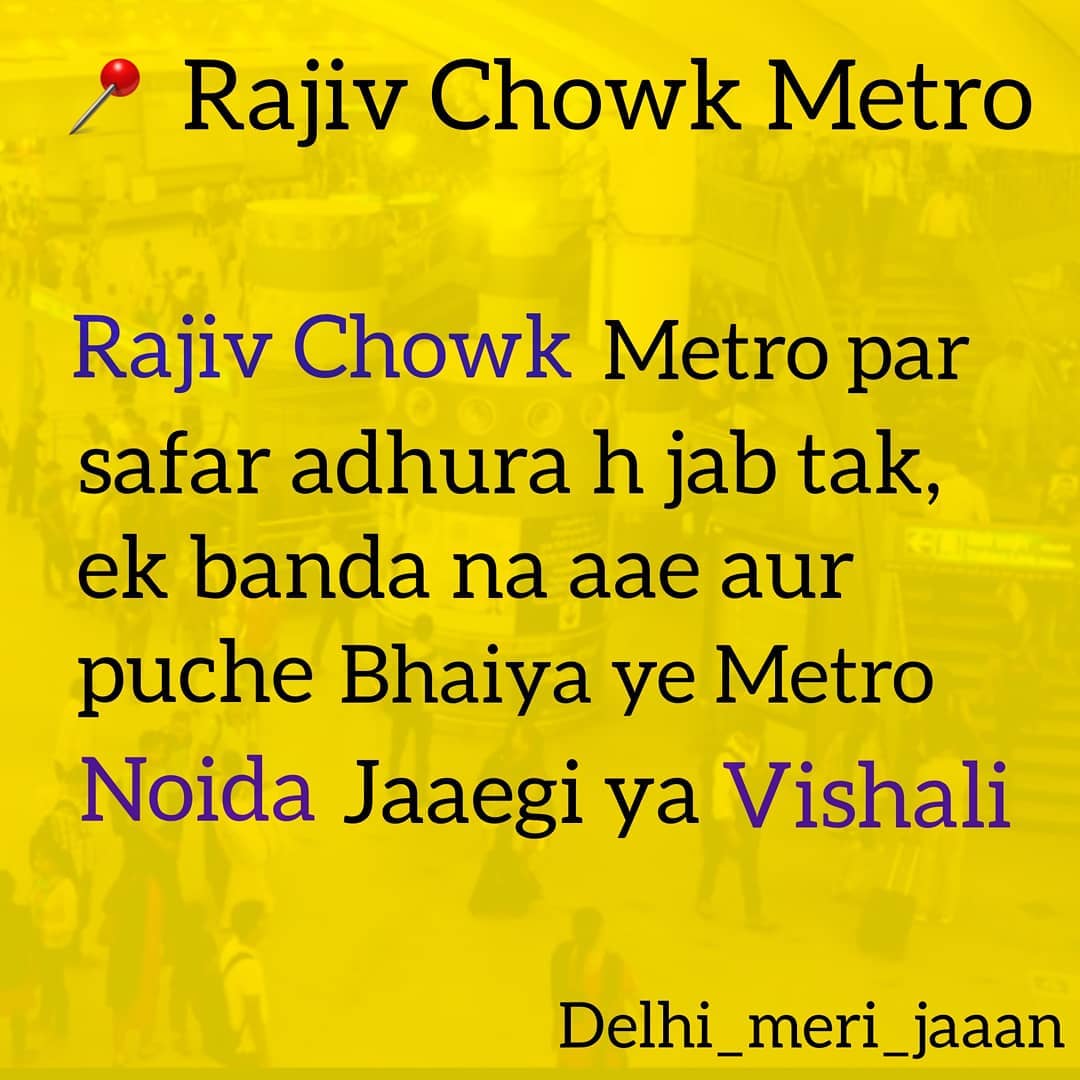 📍 Rajiv Chowk Metro
Rajiv Chowk Metro par
safar adhura h jab tak,
ek banda na aae aur
puche Bhaiya ye Metro
Noida Jaaegi ya Vishali
Delhi_meri_jaaan